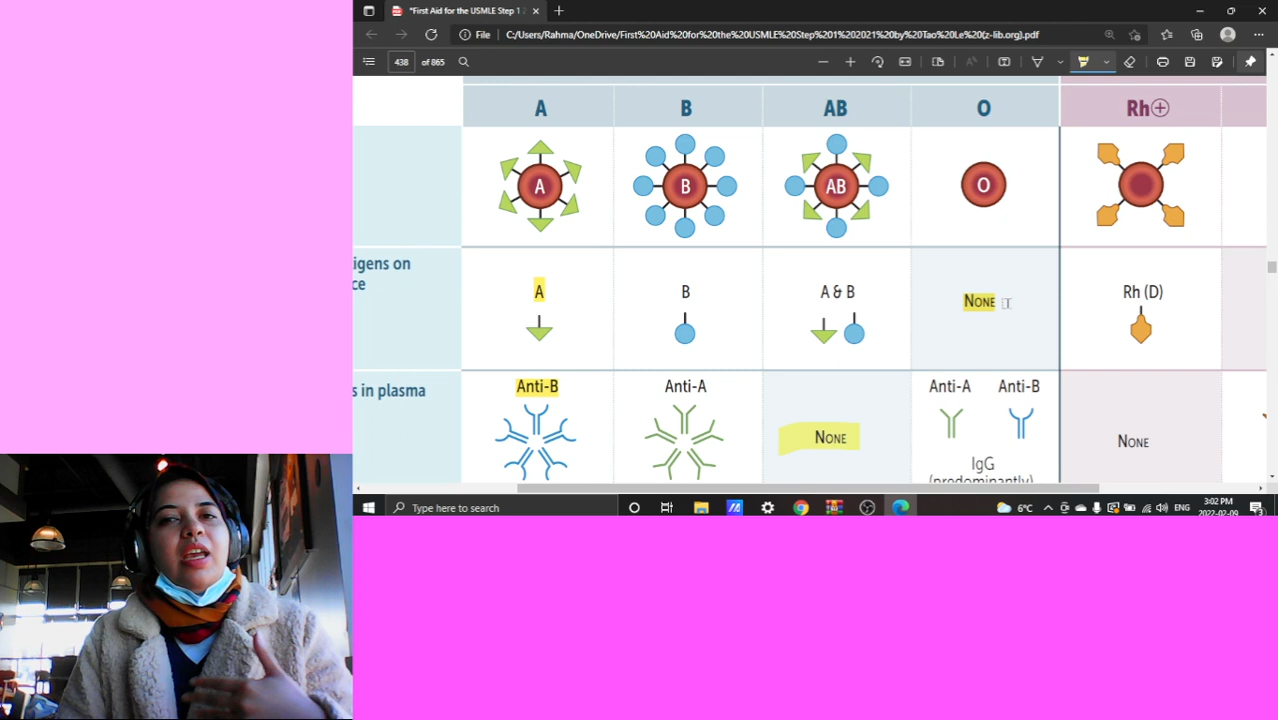 "First Aid for the USMLE Step 1 2
File
C:/Users/Rahma/OneDrive/First%20Aid%20for%20the%20USMLE%20Step%201%202021%20by%20Tao%20Le%20(z-lib.org).pdf
438 of 865
A B AB O Rh+
A B AB O
igens on
ce
A B A & B NONE Rh (D)
s in plasma
Anti-B Anti-A NONE Anti-A Anti-B NONE
IgG
(predominantly)
Type here to search
6°C
ENG
3:02 PM
2022-02-09